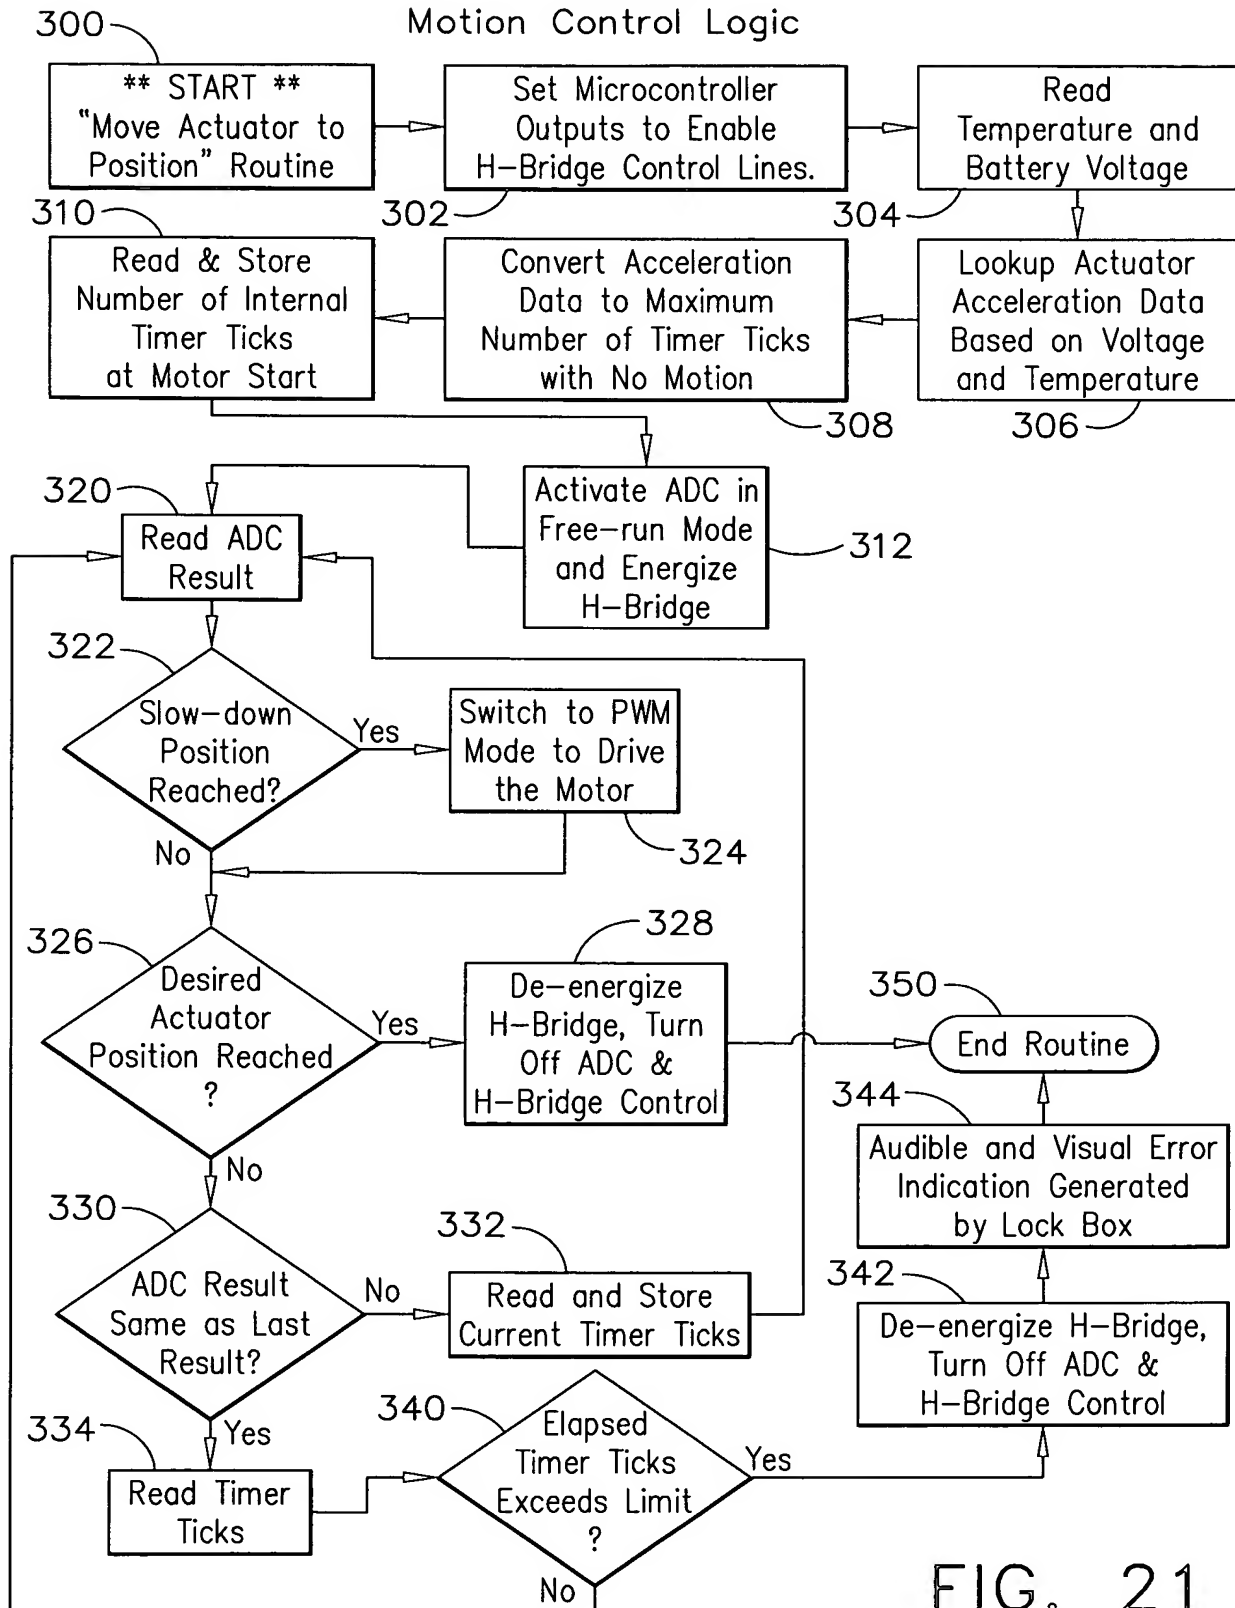 Motion Control Logic
300
** START **
"Move Actuator to
Position" Routine
Set Microcontroller
Outputs to Enable
H-Bridge Control Lines.
302
Read
Temperature and
Battery Voltage
304
Lookup Actuator
Acceleration Data
Based on Voltage
and Temperature
306
Convert Acceleration
Data to Maximum
Number of Timer Ticks
with No Motion
308
310
Read & Store
Number of Internal
Timer Ticks
at Motor Start
Activate ADC in
Free-run Mode
and Energize
H-Bridge
312
320
Read ADC
Result
322
Slow-down
Position
Reached?
Yes
No
Switch to PWM
Mode to Drive
the Motor
324
326
Desired
Actuator
Position Reached
?
Yes
No
328
De-energize
H-Bridge, Turn
Off ADC &
H-Bridge Control
350
End Routine
330
ADC Result
Same as Last
Result?
No
Yes
332
Read and Store
Current Timer Ticks
334
Read Timer
Ticks
340
Elapsed
Timer Ticks
Exceeds Limit
?
Yes
No
342
De-energize H-Bridge,
Turn Off ADC &
H-Bridge Control
344
Audible and Visual Error
Indication Generated
by Lock Box
FIG. 21